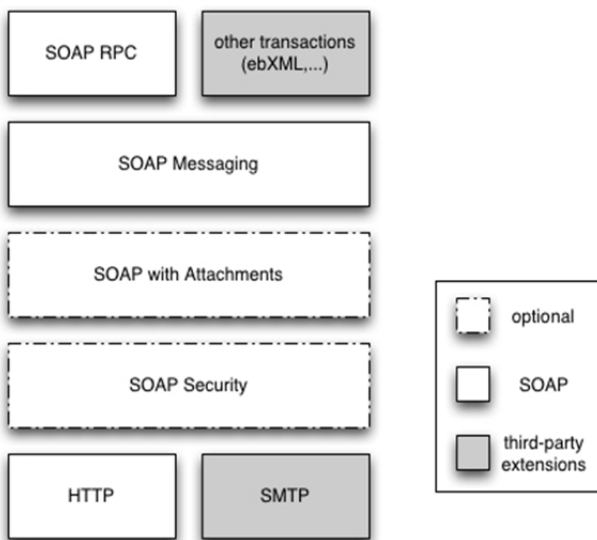 SOAP RPC
other transactions
(ebXML,...)
SOAP Messaging
SOAP with Attachments
SOAP Security
HTTP
SMTP
optional
SOAP
third-party
extensions